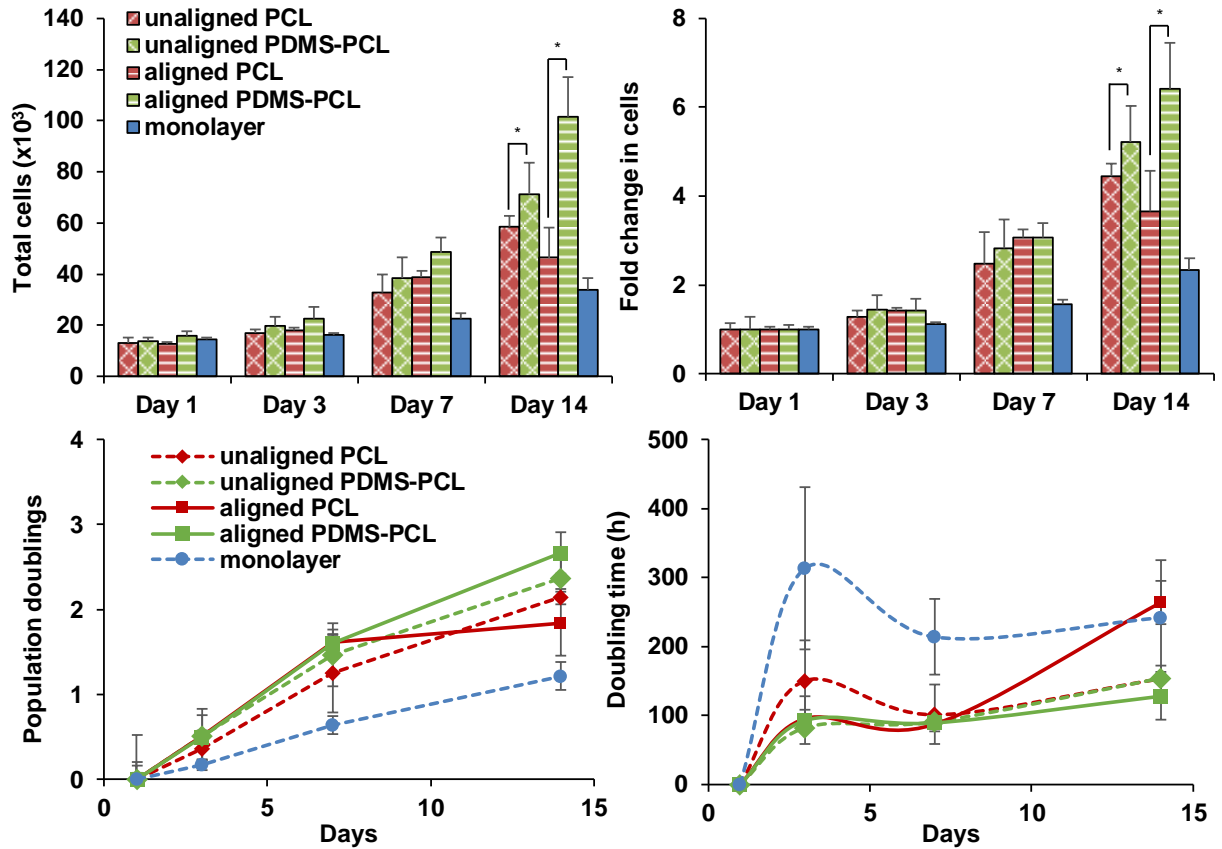 Total cells (x10³)
140
120
100
80
60
40
20
0
unaligned PCL
unaligned PDMS-PCL
aligned PCL
aligned PDMS-PCL
monolayer
*
*
Day 1 Day 3 Day 7 Day 14
Fold change in cells
8
6
4
2
0
*
*
Day 1 Day 3 Day 7 Day 14
Population doublings
4
3
2
1
0
unaligned PCL
unaligned PDMS-PCL
aligned PCL
aligned PDMS-PCL
monolayer
0 5 10 15
Days
Doubling time (h)
500
400
300
200
100
0
0 5 10 15
Days